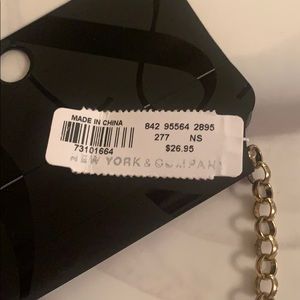 MADE IN CHINA
73101664
842 95564 2895
277 NS
$26.95
NEW YORK & COMPANY